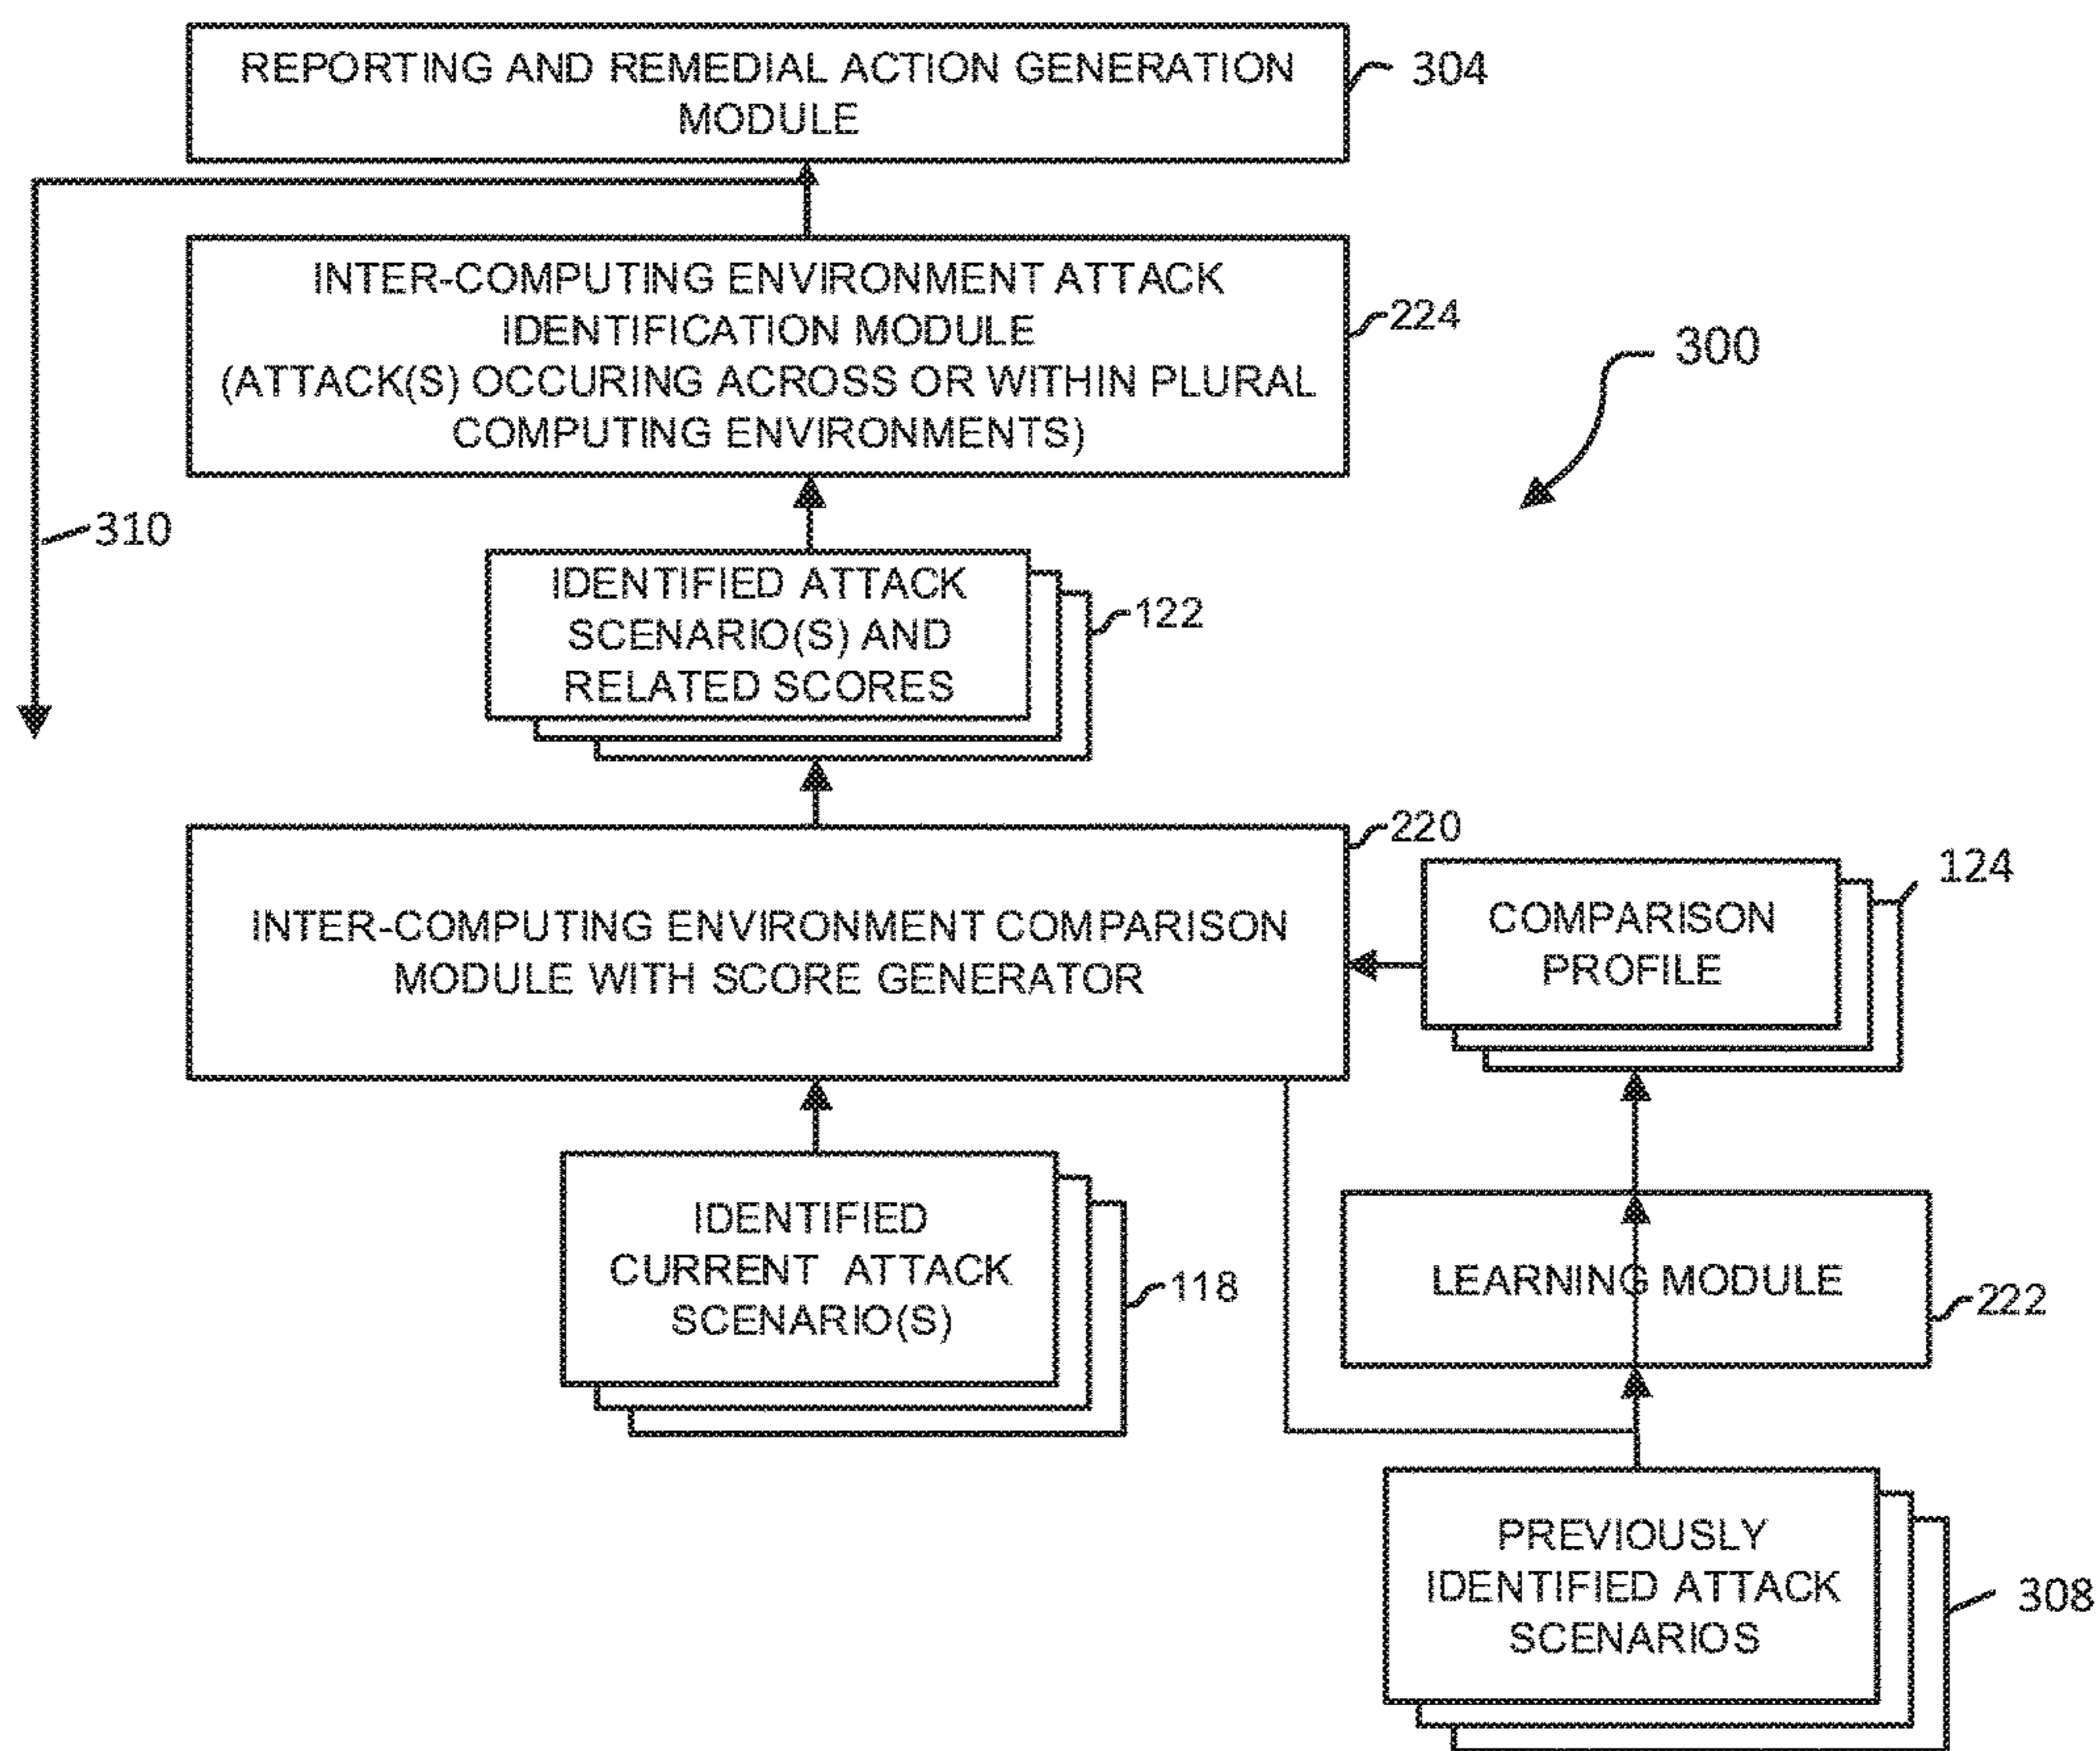 REPORTING AND REMEDIAL ACTION GENERATION
MODULE
304
INTER-COMPUTING ENVIRONMENT ATTACK
IDENTIFICATION MODULE
(ATTACK(S) OCCURING ACROSS OR WITHIN PLURAL
COMPUTING ENVIRONMENTS)
224
300
310
IDENTIFIED ATTACK
SCENARIO(S) AND
RELATED SCORES
122
INTER-COMPUTING ENVIRONMENT COMPARISON
MODULE WITH SCORE GENERATOR
220
COMPARISON
PROFILE
124
IDENTIFIED
CURRENT ATTACK
SCENARIO(S)
118
LEARNING MODULE
222
PREVIOUSLY
IDENTIFIED ATTACK
SCENARIOS
308